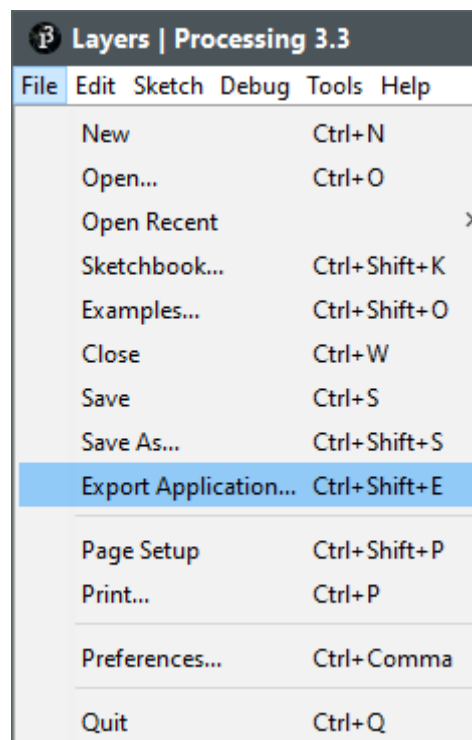 Layers | Processing 3.3
File Edit Sketch Debug Tools Help
New Ctrl+N
Open... Ctrl+O
Open Recent
Sketchbook... Ctrl+Shift+K
Examples... Ctrl+Shift+O
Close Ctrl+W
Save Ctrl+S
Save As... Ctrl+Shift+S
Export Application... Ctrl+Shift+E
Page Setup Ctrl+Shift+P
Print... Ctrl+P
Preferences... Ctrl+Comma
Quit Ctrl+Q